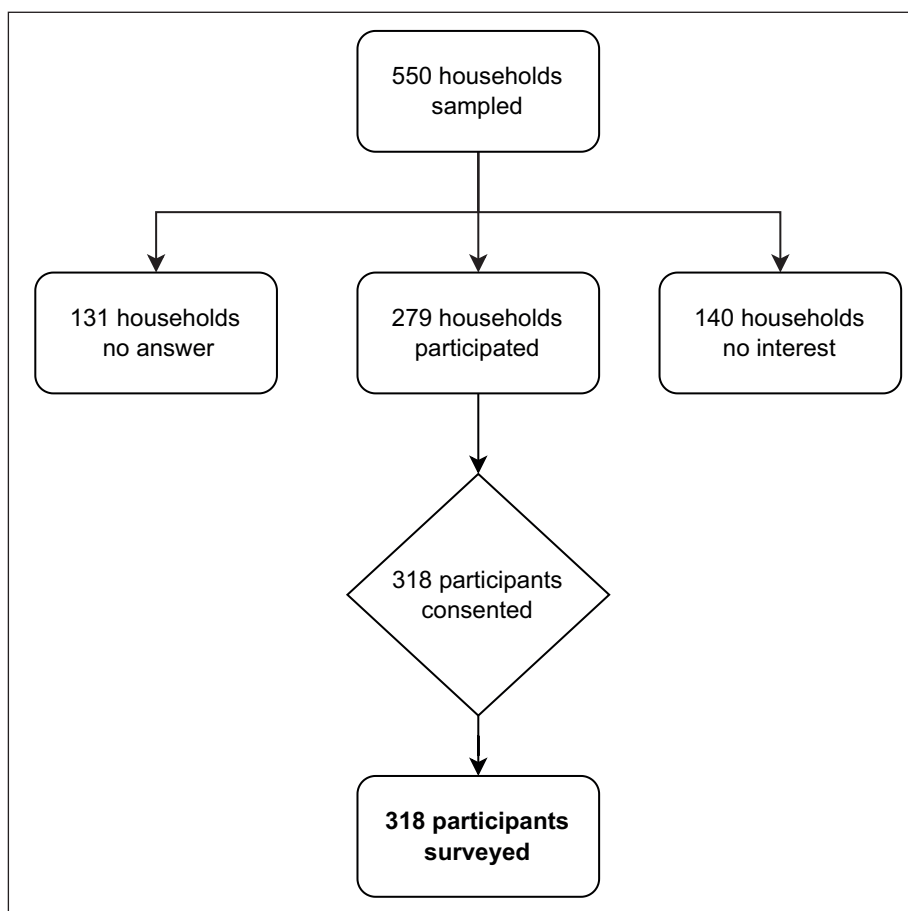 550 households
sampled
131 households
no answer
279 households
participated
140 households
no interest
318 participants
consented
318 participants
surveyed